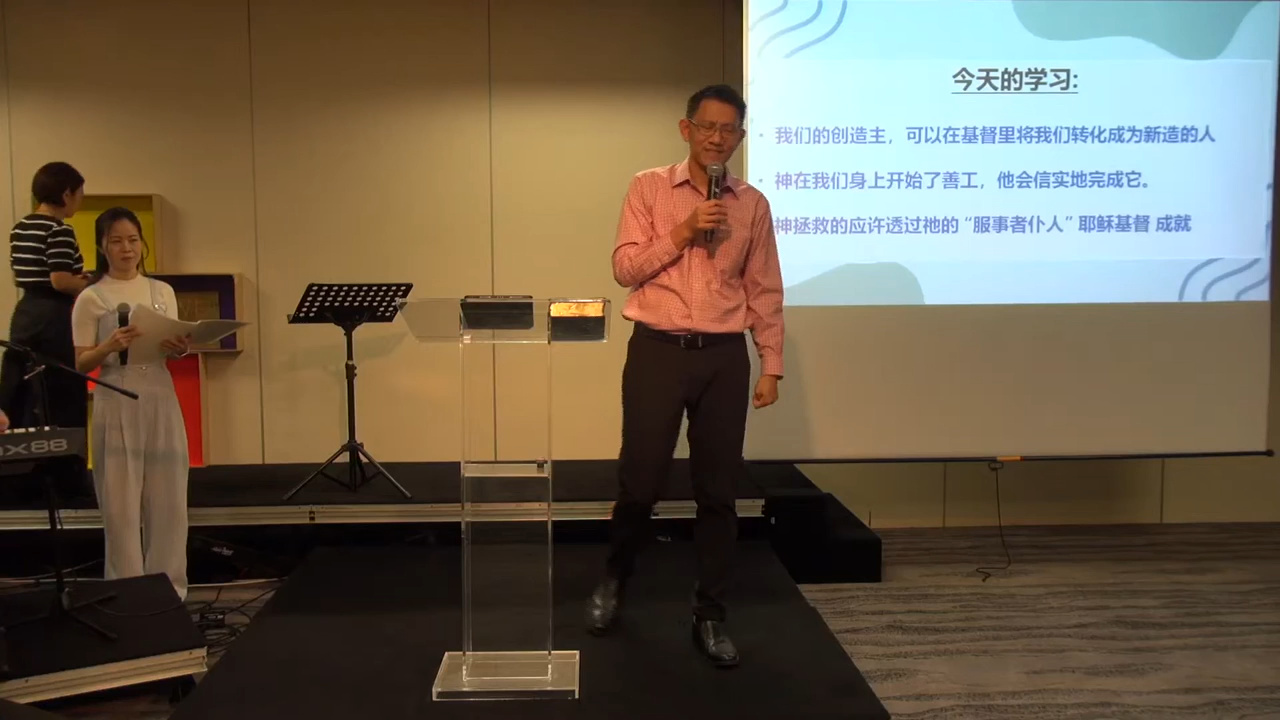 今天的学习:
· 我们的创造主，可以在基督里将我们转化成为新造的人
· 神在我们身上开始了善工，他会信实地完成它。
神拯救的应许透过祂的“服事者仆人”耶稣基督 成就
X88